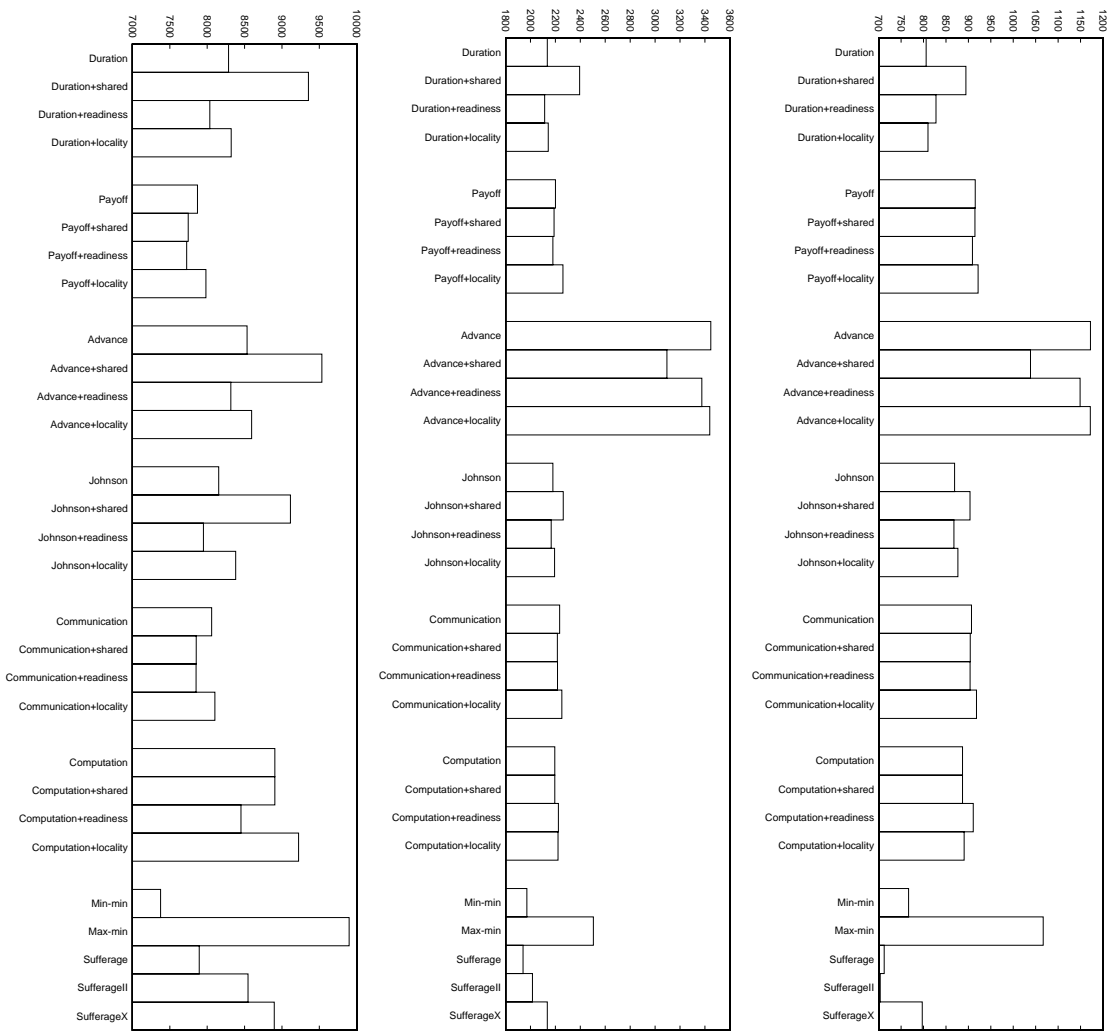 7000 7500 8000 8500 9000 9500 10000
Duration
Duration+shared
Duration+readiness
Duration+locality
Payoff
Payoff+shared
Payoff+readiness
Payoff+locality
Advance
Advance+shared
Advance+readiness
Advance+locality
Johnson
Johnson+shared
Johnson+readiness
Johnson+locality
Communication
Communication+shared
Communication+readiness
Communication+locality
Computation
Computation+shared
Computation+readiness
Computation+locality
Min-min
Max-min
Sufferage
SufferageII
SufferageX
1800 2000 2200 2400 2600 2800 3000 3200 3400 3600
Duration
Duration+shared
Duration+readiness
Duration+locality
Payoff
Payoff+shared
Payoff+readiness
Payoff+locality
Advance
Advance+shared
Advance+readiness
Advance+locality
Johnson
Johnson+shared
Johnson+readiness
Johnson+locality
Communication
Communication+shared
Communication+readiness
Communication+locality
Computation
Computation+shared
Computation+readiness
Computation+locality
Min-min
Max-min
Sufferage
SufferageII
SufferageX
700 750 800 850 900 950 1000 1050 1100 1150 1200
Duration
Duration+shared
Duration+readiness
Duration+locality
Payoff
Payoff+shared
Payoff+readiness
Payoff+locality
Advance
Advance+shared
Advance+readiness
Advance+locality
Johnson
Johnson+shared
Johnson+readiness
Johnson+locality
Communication
Communication+shared
Communication+readiness
Communication+locality
Computation
Computation+shared
Computation+readiness
Computation+locality
Min-min
Max-min
Sufferage
SufferageII
SufferageX